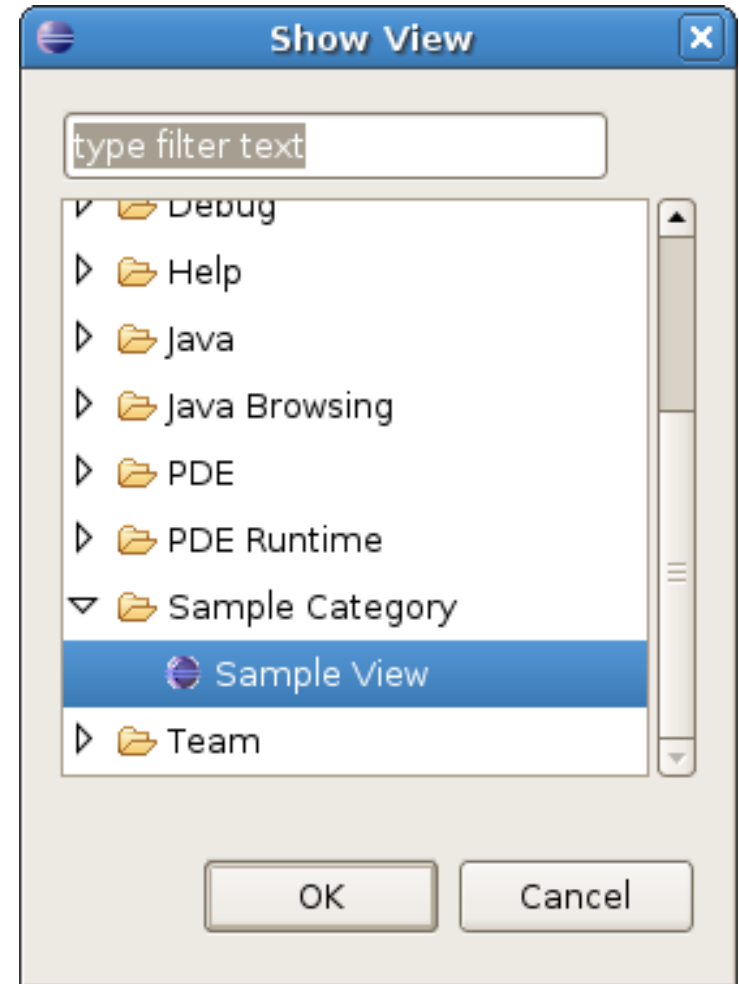 Show View
type filter text
Debug
Help
Java
Java Browsing
PDE
PDE Runtime
Sample Category
Sample View
Team
OK
Cancel